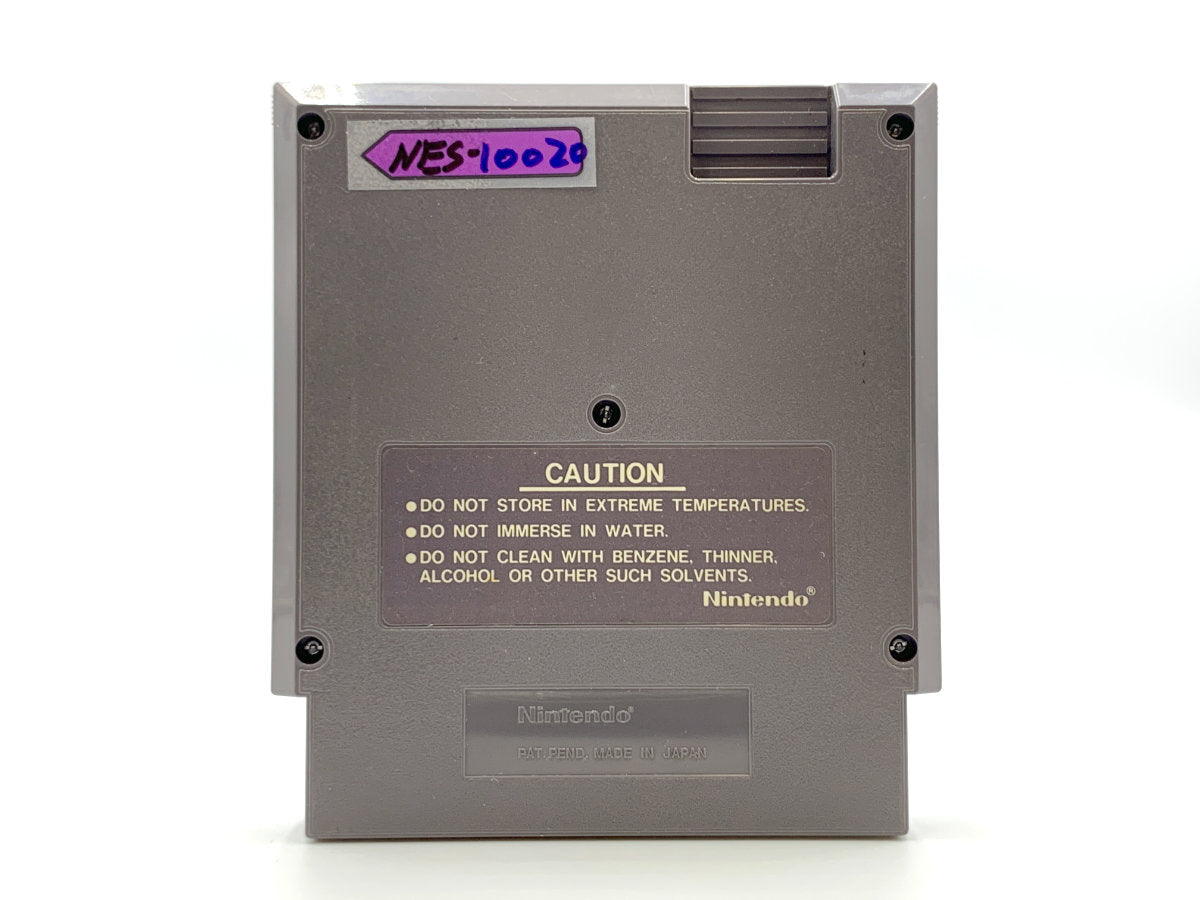 NES-10020
CAUTION
●DO NOT STORE IN EXTREME TEMPERATURES.
●DO NOT IMMERSE IN WATER.
●DO NOT CLEAN WITH BENZENE, THINNER,
ALCOHOL OR OTHER SUCH SOLVENTS.
Nintendo®
Nintendo®
PAT. PEND. MADE IN JAPAN